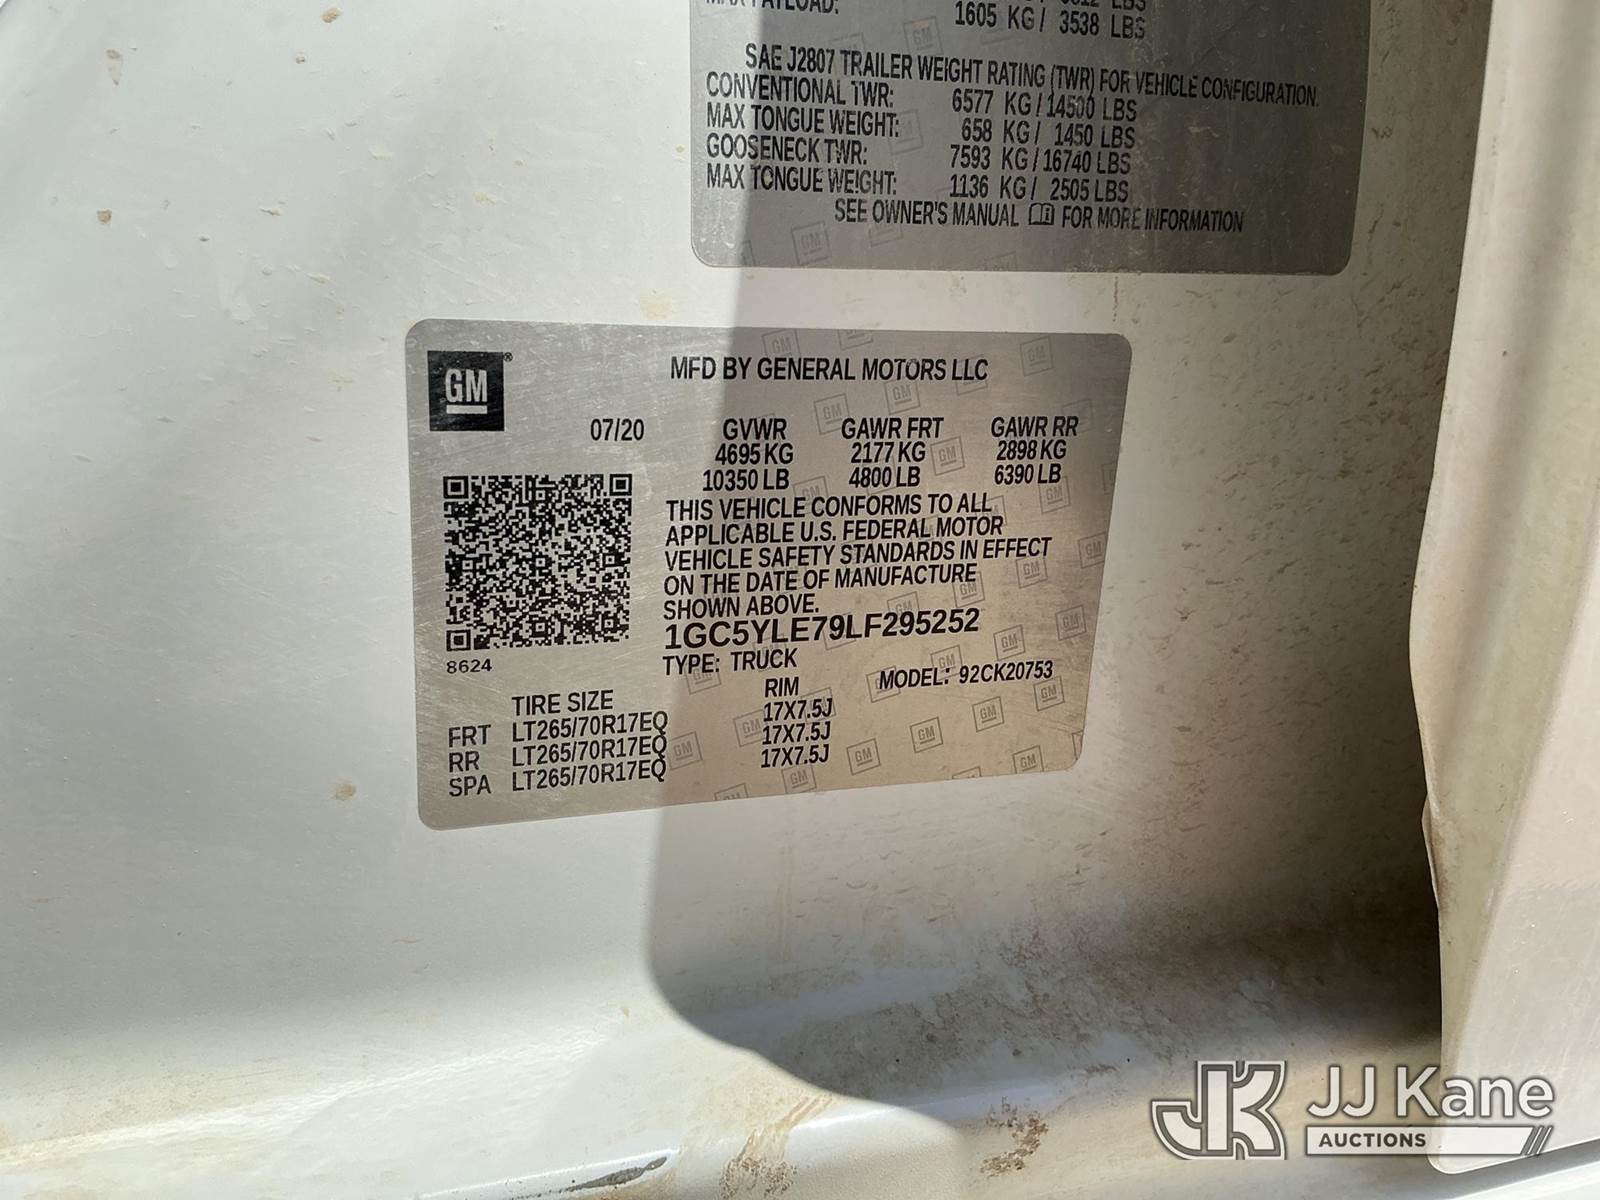 MAX PAYLOAD: 1605 KG / 3538 LBS
SAE J2807 TRAILER WEIGHT RATING (TWR) FOR VEHICLE CONFIGURATION.
CONVENTIONAL TWR: 6577 KG / 14500 LBS
MAX TONGUE WEIGHT: 658 KG / 1450 LBS
GOOSENECK TWR: 7593 KG / 16740 LBS
MAX TONGUE WEIGHT: 1136 KG / 2505 LBS
SEE OWNER'S MANUAL FOR MORE INFORMATION
GM®
MFD BY GENERAL MOTORS LLC
07/20 GVWR GAWR FRT GAWR RR
4695 KG 2177 KG 2898 KG
10350 LB 4800 LB 6390 LB
THIS VEHICLE CONFORMS TO ALL
APPLICABLE U.S. FEDERAL MOTOR
VEHICLE SAFETY STANDARDS IN EFFECT
ON THE DATE OF MANUFACTURE
SHOWN ABOVE.
1GC5YLE79LF295252
8624
TYPE: TRUCK MODEL: 92CK20753
TIRE SIZE RIM
FRT LT265/70R17EQ 17X7.5J
RR LT265/70R17EQ 17X7.5J
SPA LT265/70R17EQ 17X7.5J
JK JJ Kane
AUCTIONS